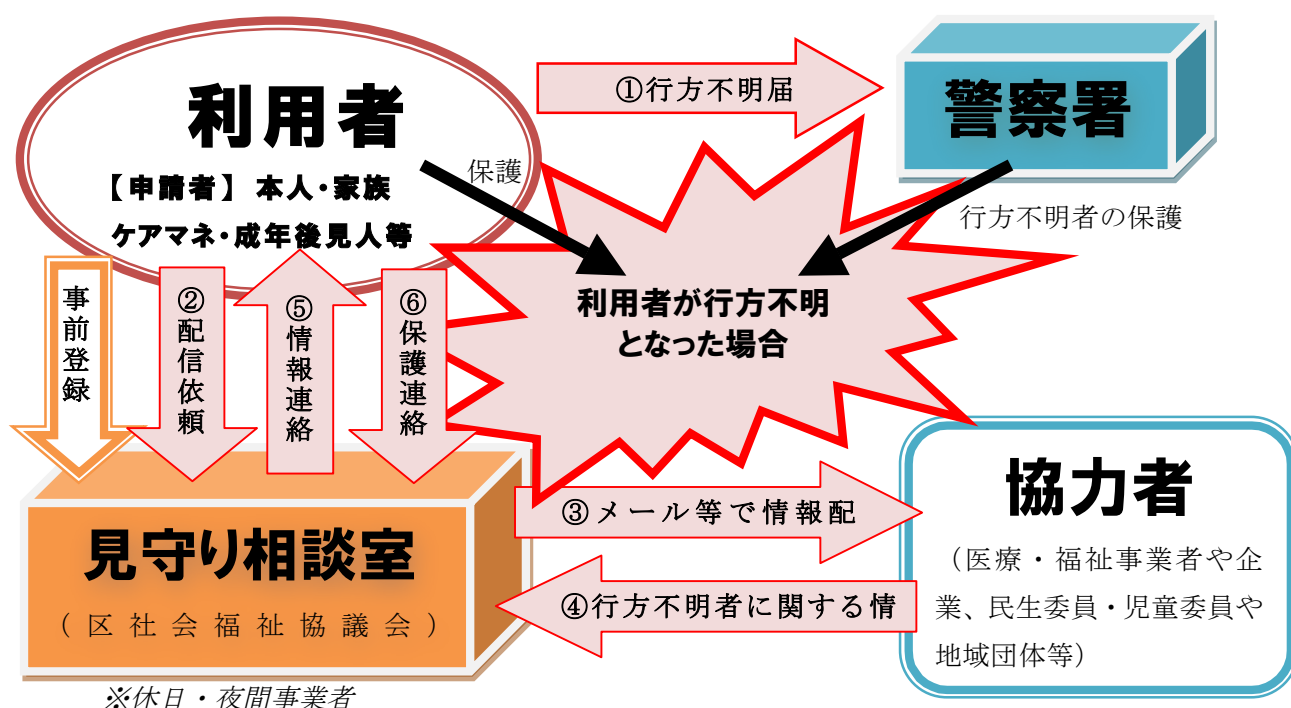 利用者
【申請者】 本人・家族
ケアマネ・成年後見人等
①行方不明届
警察署
保護
行方不明者の保護
利用者が行方不明
となった場合
事前登録
②配信依頼
⑤情報連絡
⑥保護連絡
見守り相談室
(区社会福祉協議会)
※休日・夜間事業者
③メール等で情報配
④行方不明者に関する情
協力者
(医療・福祉事業者や企
業、民生委員・児童委員や
地域団体等)